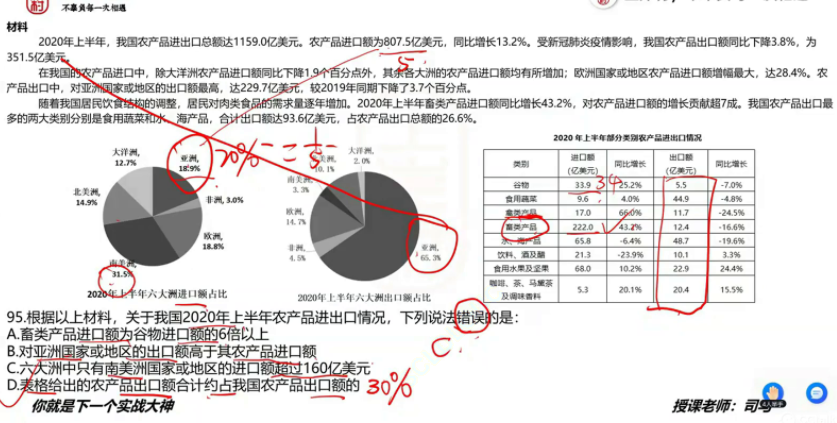 不辜负每一次相遇
材料
2020年上半年，我国农产品进出口总额达1159.0亿美元。农产品进口额为807.5亿美元，同比增长13.2%。受新冠肺炎疫情影响，我国农产品出口额同比下降3.8%，为
351.5亿美元。
在我国的农产品进口中，除大洋洲农产品进口额同比下降1.9个百分点外，其余各大洲的农产品进口额均有所增加；欧洲国家或地区农产品进口额增幅最大，达28.4%。农
产品出口中，对亚洲国家或地区的出口额最高，达229.7亿美元，较2019年同期下降了3.7个百分点。
随着我国居民饮食结构的调整，居民对肉类食品的需求量逐年增加。2020年上半年畜类产品进口额同比增长43.2%，对农产品进口额的增长贡献超7成。我国农产品出口最
多的两大类别分别是食用蔬菜和水、海产品，合计出口额达93.6亿美元，占农产品出口总额的26.6%。
5
大洋洲,
12.7%
亚洲,
18.9%
北美洲,
14.9%
非洲, 3.0%
欧洲,
18.8%
南美洲,
31.5%
2020年上半年六大洲进口额占比
20% = 1/5
大洋洲,
2.0%
北美洲,
10.1%
南美洲,
3.3%
欧洲,
14.7%
非洲,
4.5%
亚洲,
65.3%
2020年上半年六大洲出口额占比
2020 年上半年部分类别农产品进出口情况
类别 进口额（亿美元） 同比增长 出口额（亿美元） 同比增长
谷物 33.9 25.2% 5.5 -7.0%
34
食用蔬菜 9.6 4.0% 44.9 -4.8%
禽类产品 17.0 66.0% 11.7 -24.5%
畜类产品 222.0 43.2% 12.4 -16.6%
水、海产品 65.8 -6.4% 48.7 -19.6%
饮料、酒及醋 21.3 -23.9% 10.1 3.3%
食用水果及坚果 68.0 10.2% 22.9 24.4%
咖啡、茶、马黛茶及调味香料 5.3 20.1% 20.4 15.5%
95.根据以上材料，关于我国2020年上半年农产品进出口情况，下列说法错误的是：
A.畜类产品进口额为谷物进口额的6倍以上
B.对亚洲国家或地区的出口额高于其农产品进口额
C.六大洲中只有南美洲国家或地区的进口额超过160亿美元
D.表格给出的农产品出口额合计约占我国农产品出口额的 30%
C
你就是下一个实战大神
授课老师：司马